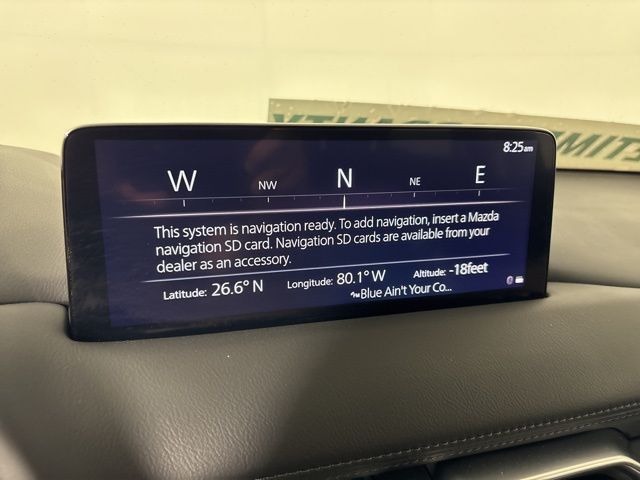 8:25am
W NW N NE E
This system is navigation ready. To add navigation, insert a Mazda
navigation SD card. Navigation SD cards are available from your
dealer as an accessory.
Latitude: 26.6° N Longitude: 80.1° W Altitude: -18feet
Blue Ain't Your Co...